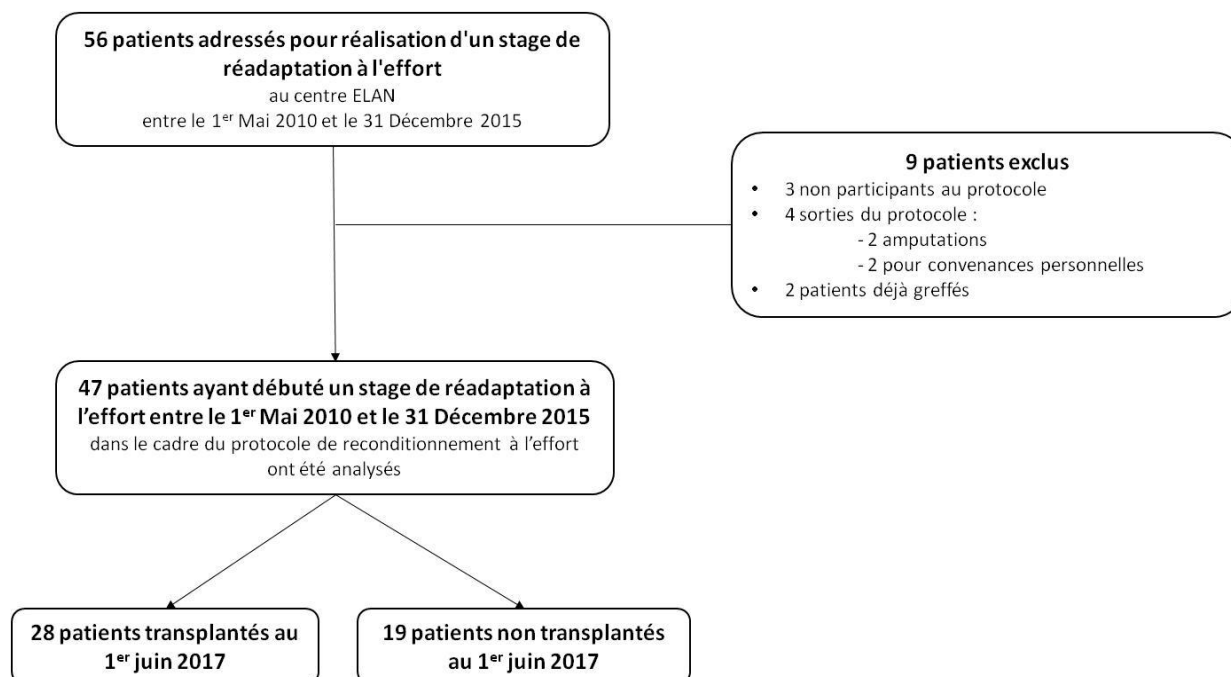 56 patients adressés pour réalisation d'un stage de
réadaptation à l'effort
au centre ELAN
entre le 1er Mai 2010 et le 31 Décembre 2015
9 patients exclus
• 3 non participants au protocole
• 4 sorties du protocole :
- 2 amputations
- 2 pour convenances personnelles
• 2 patients déjà greffés
47 patients ayant débuté un stage de réadaptation à
l’effort entre le 1er Mai 2010 et le 31 Décembre 2015
dans le cadre du protocole de reconditionnement à l’effort
ont été analysés
28 patients transplantés au
1er juin 2017
19 patients non transplantés
au 1er juin 2017